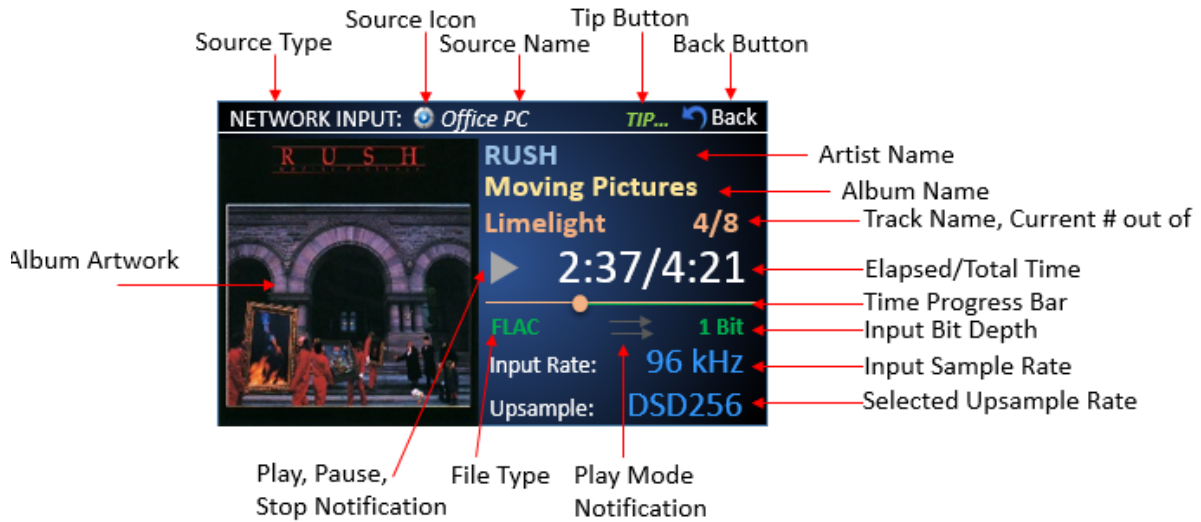 Source Icon
Tip Button
Source Type
Source Name
Back Button
NETWORK INPUT: Office PC TIP... Back
RUSH
RUSH
Artist Name
Moving Pictures
Album Name
Limelight 4/8
Track Name, Current # out of
Album Artwork
2:37/4:21
Elapsed/Total Time
Time Progress Bar
FLAC 1 Bit
Input Bit Depth
Input Rate: 96 kHz
Input Sample Rate
Upsample: DSD256
Selected Upsample Rate
Play, Pause,
Stop Notification
File Type
Play Mode
Notification